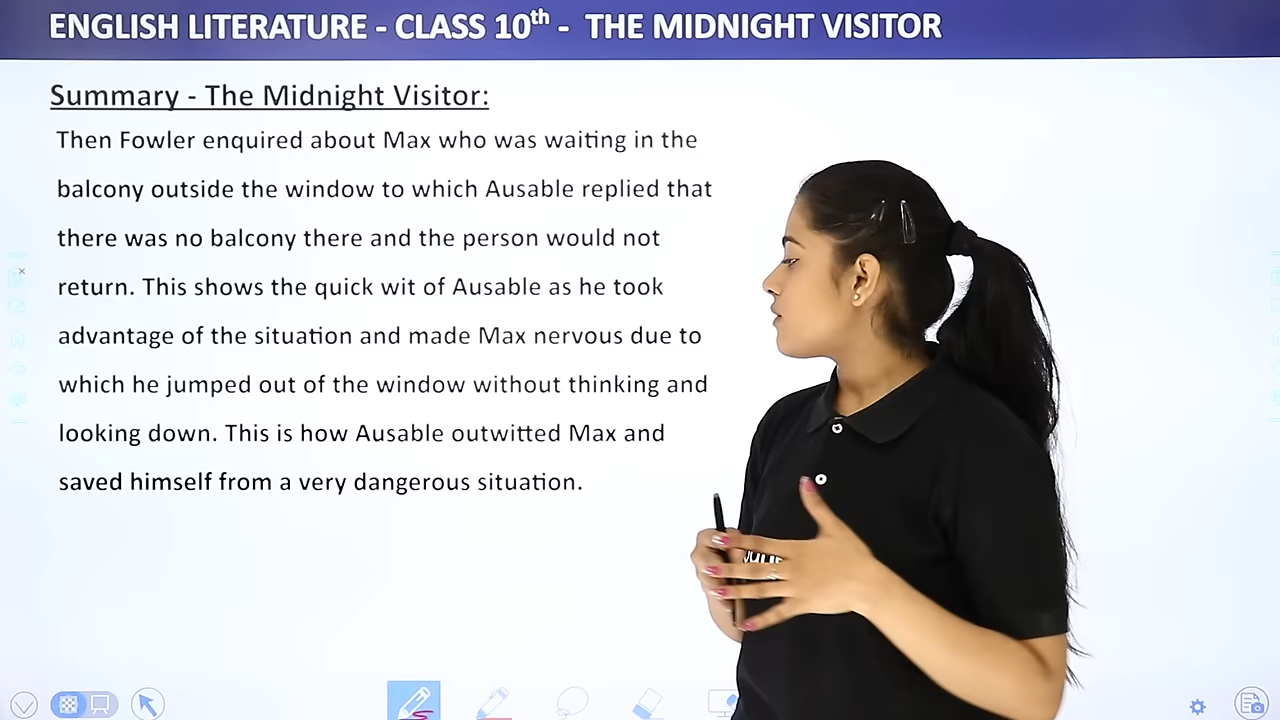 ENGLISH LITERATURE - CLASS 10th - THE MIDNIGHT VISITOR
Summary - The Midnight Visitor:
Then Fowler enquired about Max who was waiting in the
balcony outside the window to which Ausable replied that
there was no balcony there and the person would not
return. This shows the quick wit of Ausable as he took
advantage of the situation and made Max nervous due to
which he jumped out of the window without thinking and
looking down. This is how Ausable outwitted Max and
saved himself from a very dangerous situation.